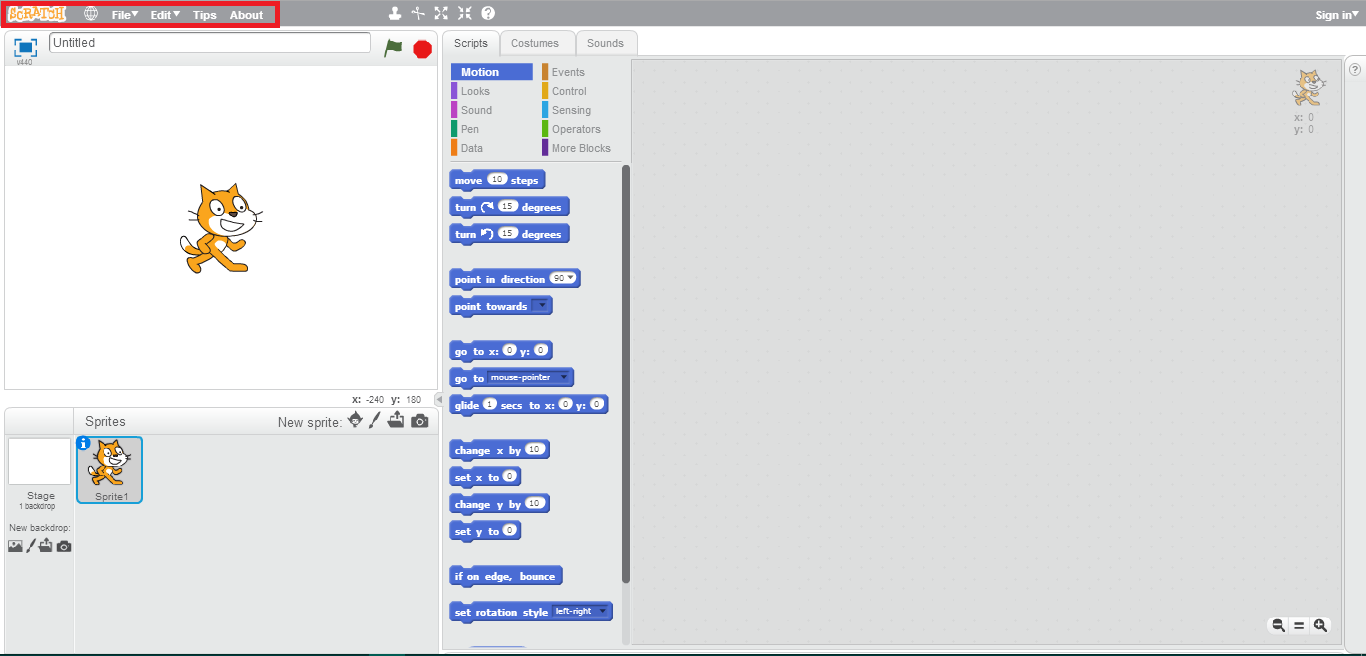 SCRATCH File Edit Tips About Sign in
v440 Untitled
Scripts Costumes Sounds
Motion Events
Looks Control
Sound Sensing
Pen Operators
Data More Blocks
x: 0
y: 0
move 10 steps
turn 15 degrees
turn 15 degrees
point in direction 90
point towards
go to x: 0 y: 0
go to mouse-pointer
glide 1 secs to x: 0 y: 0
change x by 10
set x to 0
change y by 10
set y to 0
if on edge, bounce
set rotation style left-right
x: -240 y: 180
Sprites New sprite:
Sprite1
Stage
1 backdrop
New backdrop: